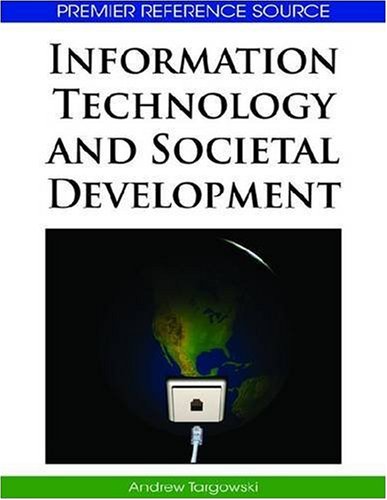 PREMIER REFERENCE SOURCE
INFORMATION
TECHNOLOGY
AND SOCIETAL
DEVELOPMENT
Andrew Targowski